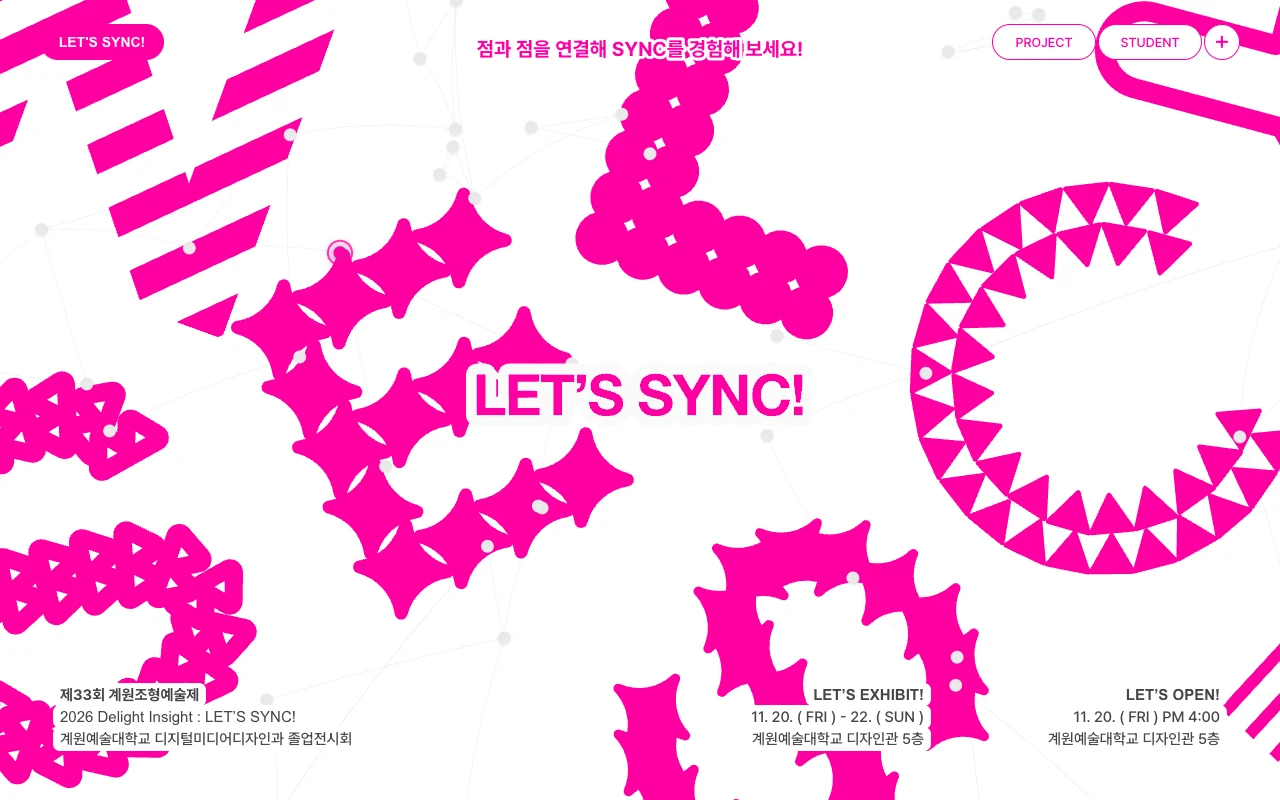 LET'S SYNC!
점과 점을 연결해 SYNC를 경험해 보세요!
PROJECT
STUDENT
+
LET’S SYNC!
제33회 계원조형예술제
2026 Delight Insight : LET’S SYNC!
계원예술대학교 디지털미디어디자인과 졸업전시회
LET’S EXHIBIT!
11. 20. ( FRI ) - 22. ( SUN )
계원예술대학교 디자인관 5층
LET’S OPEN!
11. 20. ( FRI ) PM 4:00
계원예술대학교 디자인관 5층